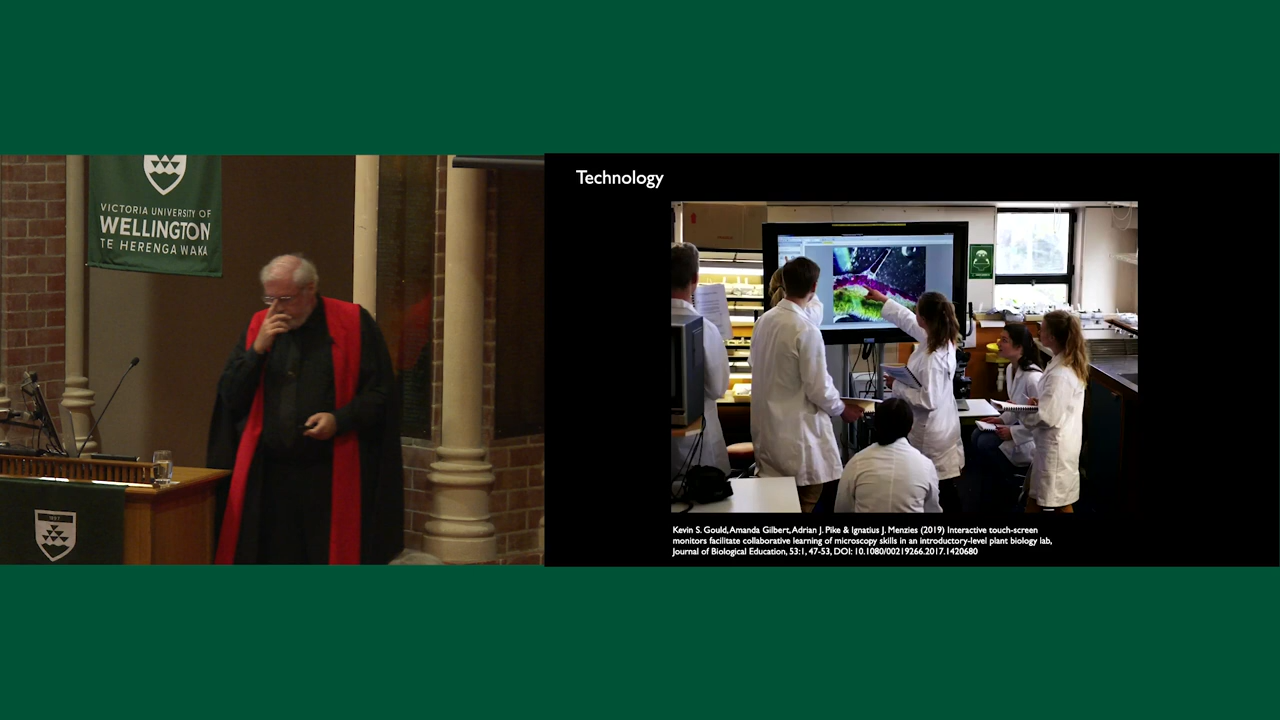 VICTORIA UNIVERSITY OF
WELLINGTON
TE HERENGA WAKA
Technology
Kevin S. Gould, Amanda Gilbert, Adrian J. Pike & Ignatius J. Menzies (2019) Interactive touch-screen
monitors facilitate collaborative learning of microscopy skills in an introductory-level plant biology lab,
Journal of Biological Education, 53:1, 47-53, DOI: 10.1080/00219266.2017.1420680